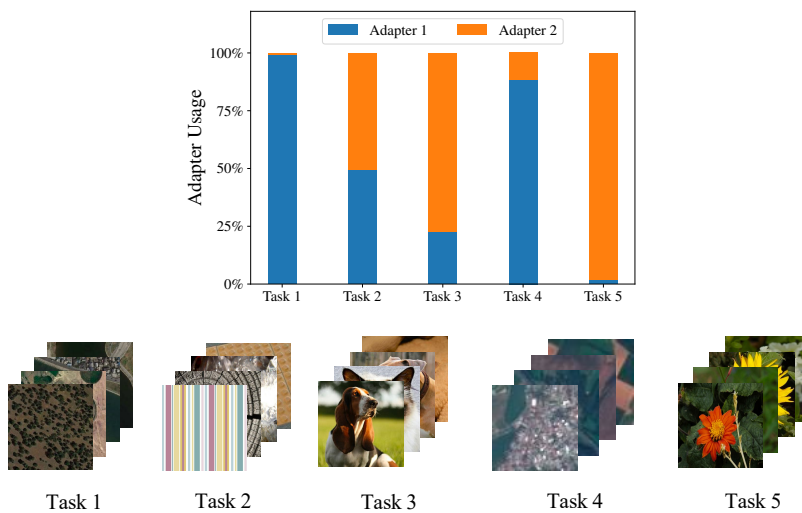 Adapter 1 Adapter 2
100%
75%
50%
25%
0%
Adapter Usage
Task 1 Task 2 Task 3 Task 4 Task 5
Task 1 Task 2 Task 3 Task 4 Task 5